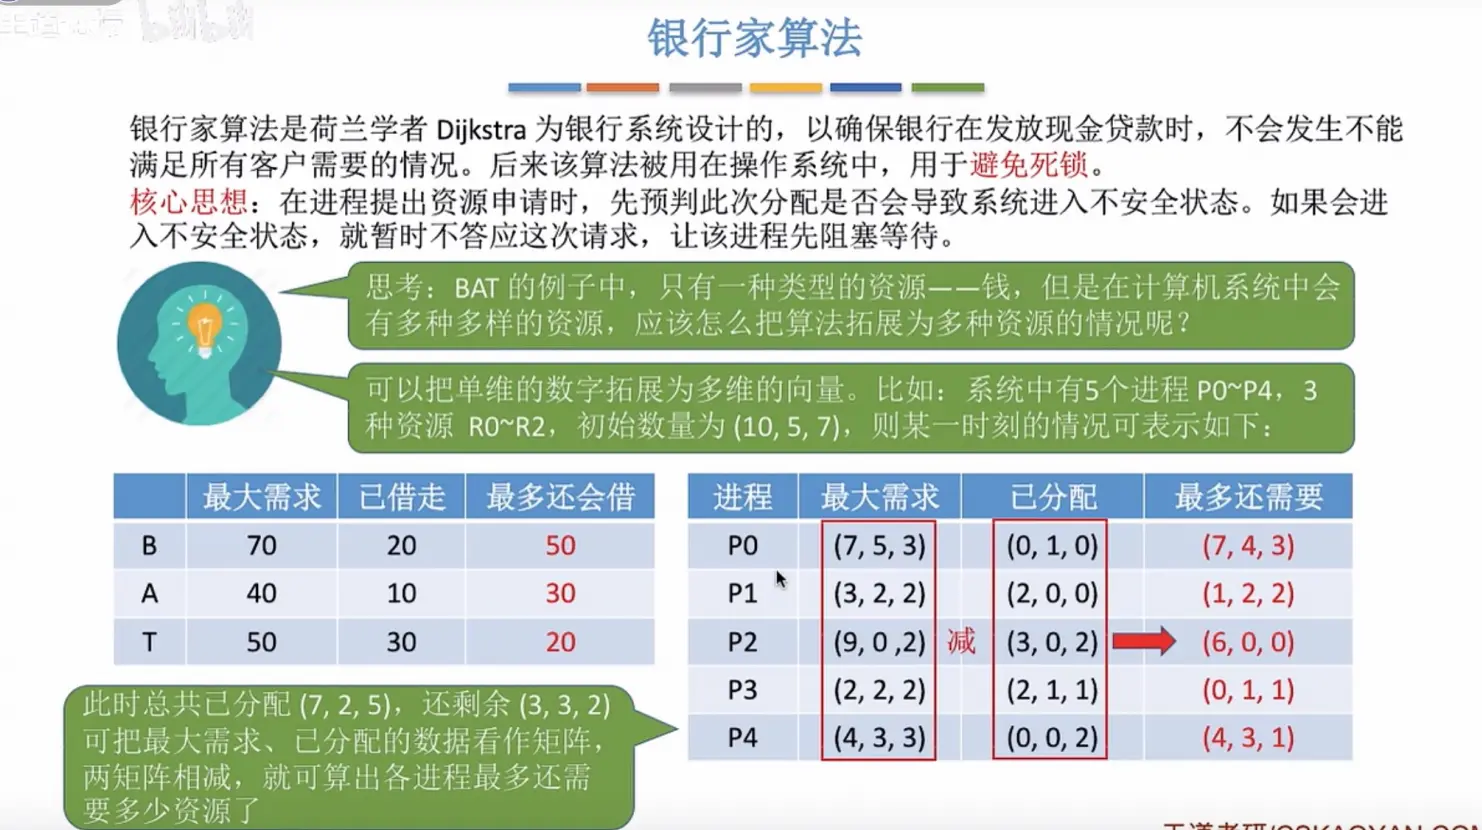 银行家算法
银行家算法是荷兰学者 Dijkstra 为银行系统设计的，以确保银行在发放现金贷款时，不会发生不能
满足所有客户需要的情况。后来该算法被用在操作系统中，用于避免死锁。
核心思想：在进程提出资源申请时，先预判此次分配是否会导致系统进入不安全状态。如果会进
入不安全状态，就暂时不答应这次请求，让该进程先阻塞等待。
思考：BAT 的例子中，只有一种类型的资源——钱，但是在计算机系统中会
有多种多样的资源，应该怎么把算法拓展为多种资源的情况呢？
可以把单维的数字拓展为多维的向量。比如：系统中有5个进程 P0~P4，3
种资源 R0~R2，初始数量为 (10, 5, 7)，则某一时刻的情况可表示如下：
最大需求 已借走 最多还会借
B 70 20 50
A 40 10 30
T 50 30 20
进程 最大需求 已分配 最多还需要
P0 (7, 5, 3) (0, 1, 0) (7, 4, 3)
P1 (3, 2, 2) (2, 0, 0) (1, 2, 2)
P2 (9, 0 ,2) 减 (3, 0, 2) (6, 0, 0)
P3 (2, 2, 2) (2, 1, 1) (0, 1, 1)
P4 (4, 3, 3) (0, 0, 2) (4, 3, 1)
此时总共已分配 (7, 2, 5)，还剩余 (3, 3, 2)
可把最大需求、已分配的数据看作矩阵，
两矩阵相减，就可算出各进程最多还需
要多少资源了